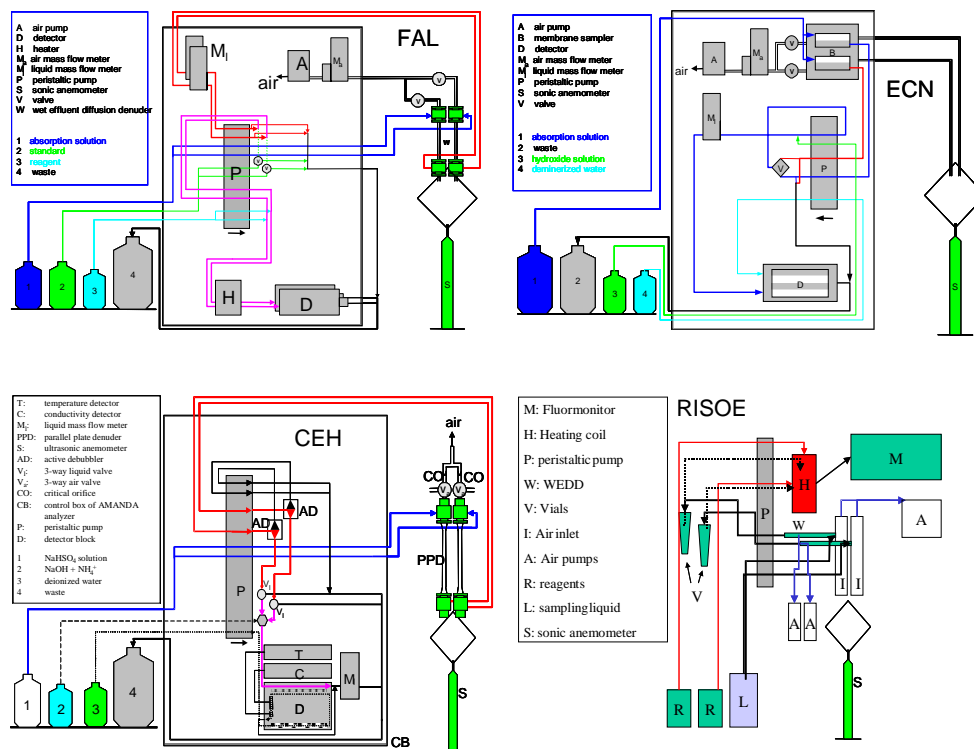 A air pump
D detector
H heater
Ma air mass flow meter
Ml liquid mass flow meter
P peristaltic pump
S sonic anemometer
V valve
W wet effluent diffusion denuder
1 absorption solution
2 standard
3 reagent
4 waste
FAL
Ml
A
Ma
air
V
V
W
P
V
V
H
D
1
2
3
4
S
A air pump
B membrane sampler
D detector
Ma air mass flow meter
Ml liquid mass flow meter
P peristaltic pump
S sonic anemometer
V valve
1 absorption solution
2 waste
3 hydroxide solution
4 deminerized water
ECN
A
Ma
V
V
B
air
Ml
V
P
D
1
2
3
4
S
T: temperature detector
C: conductivity detector
Ml: liquid mass flow meter
PPD: parallel plate denuder
S: ultrasonic anemometer
AD: active debubbler
Vl: 3-way liquid valve
Va: 3-way air valve
CO: critical orifice
CB: control box of AMANDA
analyzer
P: peristaltic pump
D: detector block
1 NaHSO4 solution
2 NaOH + NH4+
3 deionized water
4 waste
CEH
air
CO
CO
V
V
AD
AD
PPD
P
Vl
Vl
T
C
M
D
1
2
3
4
S
CB
M: Fluormonitor
H: Heating coil
P: peristaltic pump
W: WEDD
V: Vials
I: Air inlet
A: Air pumps
R: reagents
L: sampling liquid
S: sonic anemometer
RISOE
P
H
M
W
A
V
I
I
A
A
R
R
L
S